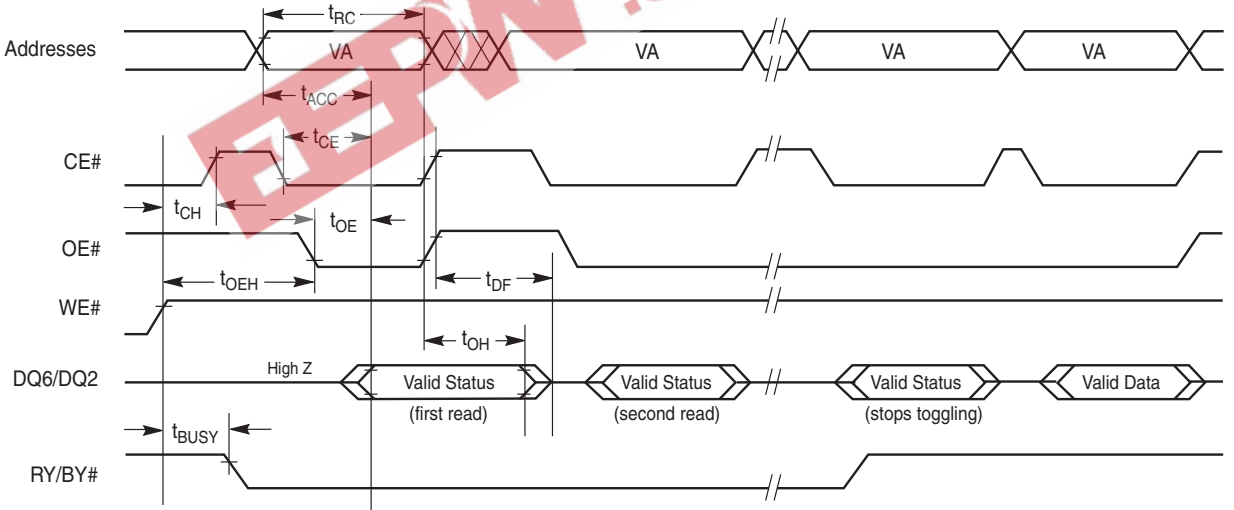 tRC
Addresses VA VA VA VA
tACC
tCE
CE#
tCH
tOE
OE#
tOEH
tDF
WE#
tOH
High Z
DQ6/DQ2 Valid Status Valid Status Valid Status Valid Data
(first read) (second read) (stops toggling)
tBUSY
RY/BY#